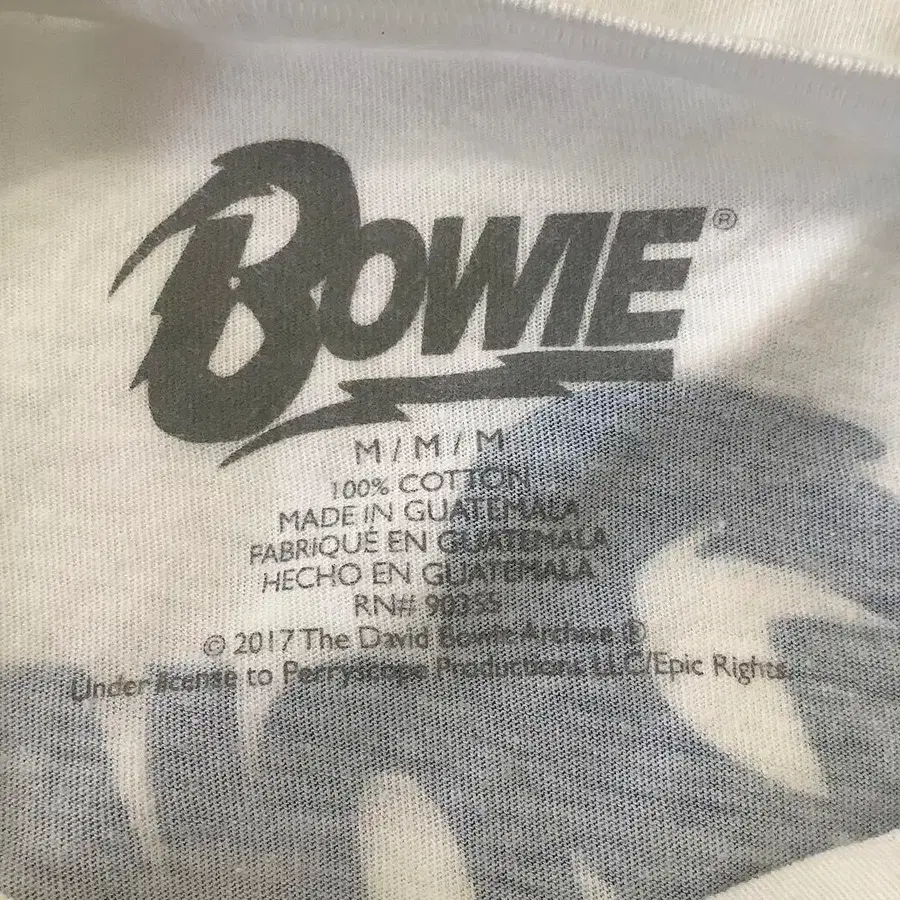 BOWIE®
M / M / M
100% COTTON
MADE IN GUATEMALA
FABRIQUÉ EN GUATEMALA
HECHO EN GUATEMALA
RN# 90355
© 2017 The David Bowie Archive ®
Under license to Perryscope Productions LLC/Epic Rights.